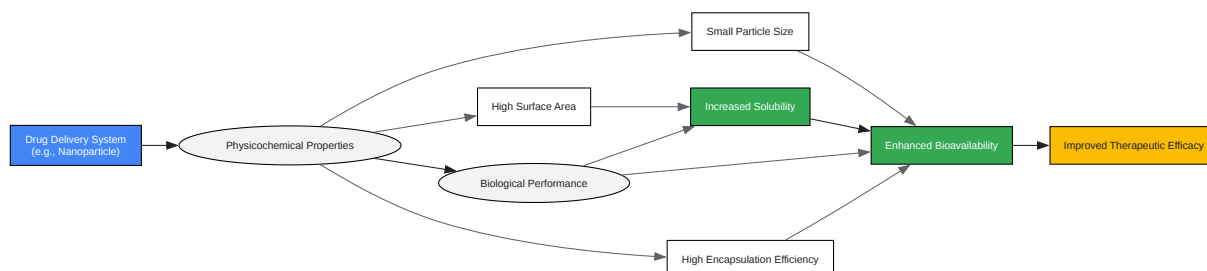 Small Particle Size
High Surface Area
Increased Solubility
Drug Delivery System
(e.g., Nanoparticle)
Physicochemical Properties
Enhanced Bioavailability
Improved Therapeutic Efficacy
Biological Performance
High Encapsulation Efficiency